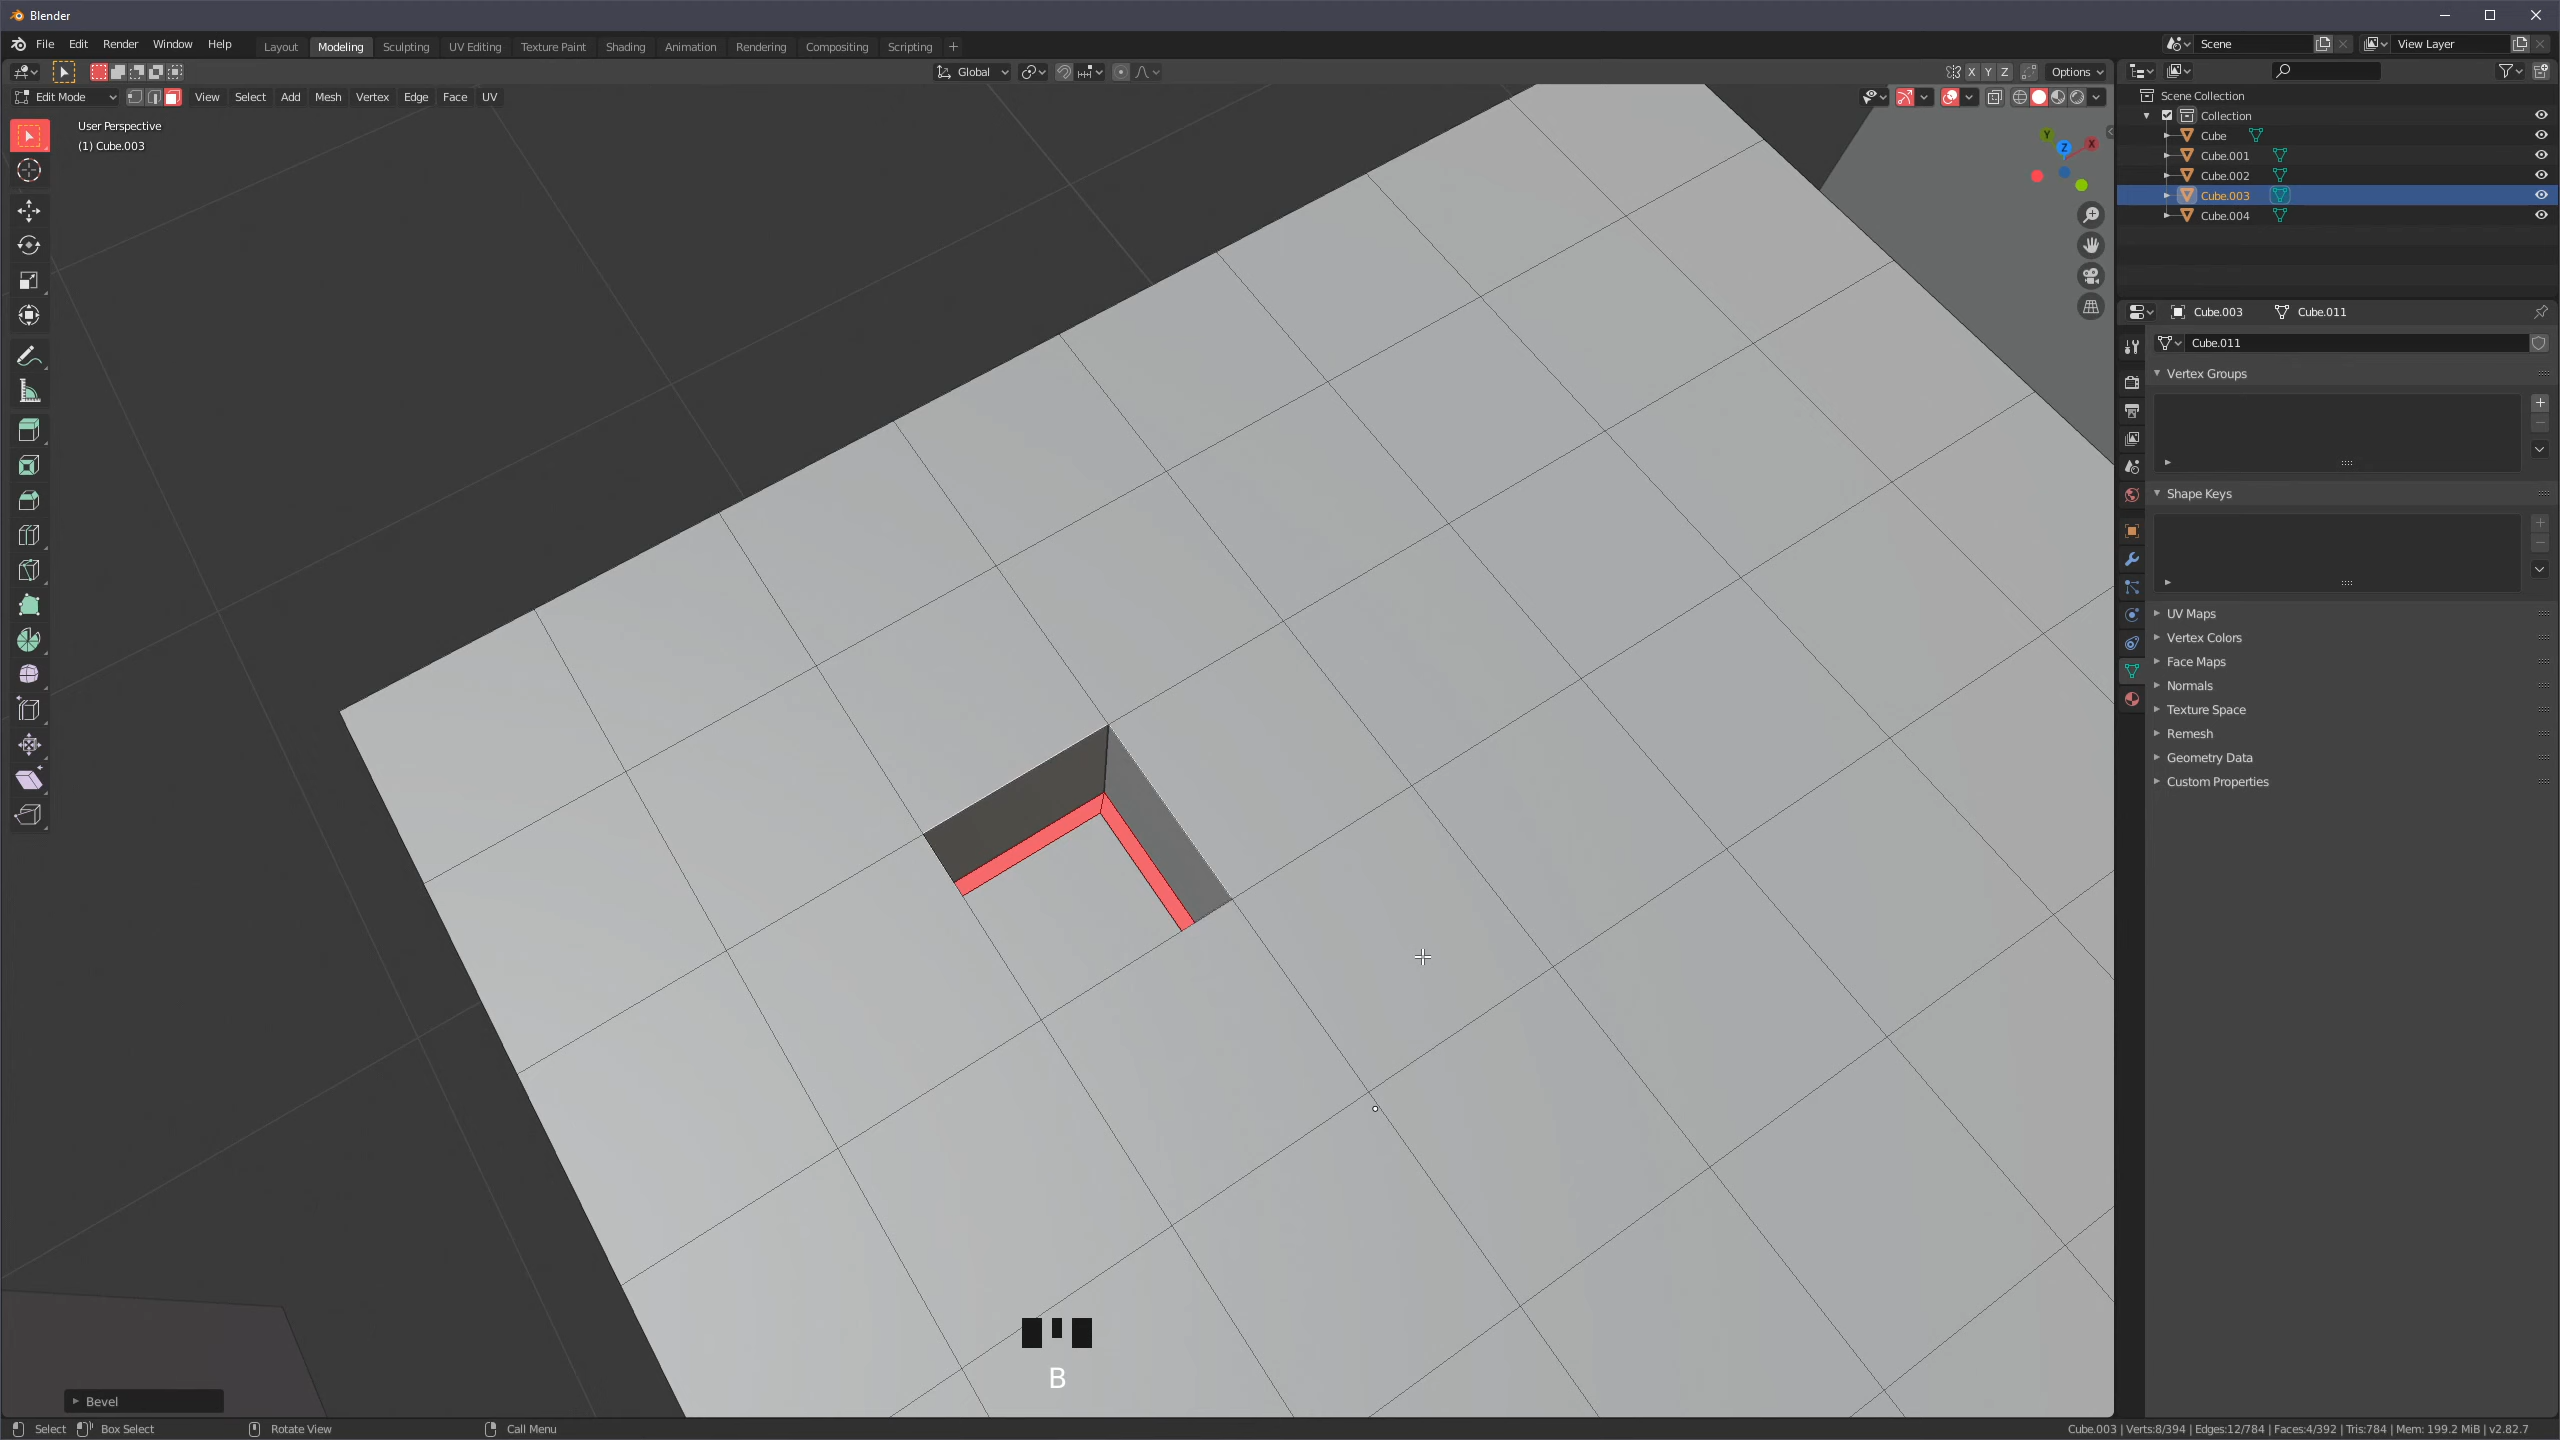 Blender
File Edit Render Window Help Layout Modeling Sculpting UV Editing Texture Paint Shading Animation Rendering Compositing Scripting + Scene View Layer
Global X Y Z Options
Edit Mode View Select Add Mesh Vertex Edge Face UV
User Perspective
(1) Cube.003
Y X Z
Scene Collection
Collection
Cube
Cube.001
Cube.002
Cube.003
Cube.004
Cube.003 Cube.011
Cube.011
Vertex Groups
Shape Keys
UV Maps
Vertex Colors
Face Maps
Normals
Texture Space
Remesh
Geometry Data
Custom Properties
B
Bevel
Select Box Select Rotate View Call Menu Cube.003 | Verts:8/394 | Edges:12/784 | Faces:4/392 | Tris:784 | Mem: 199.2 MiB | v2.82.7